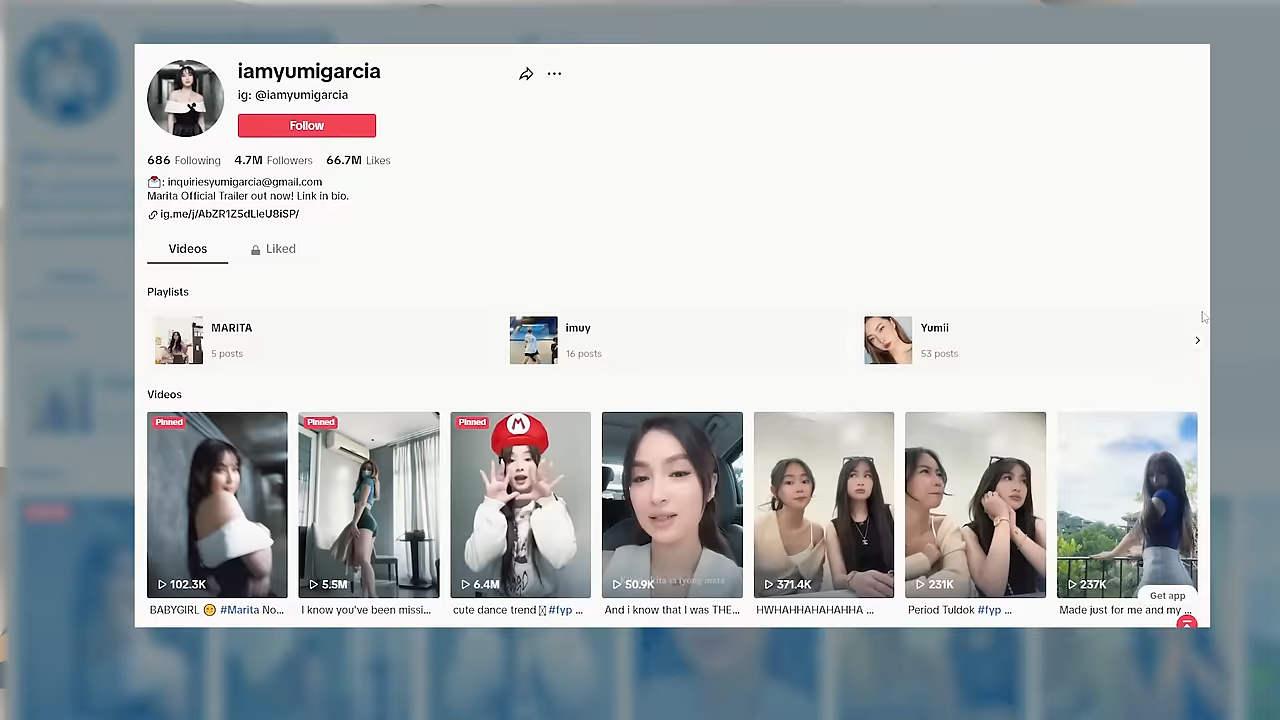 iamyumigarcia
ig: @iamyumigarcia
Follow
686 Following 4.7M Followers 66.7M Likes
: inquiriesyumigarcia@gmail.com
Marita Official Trailer out now! Link in bio.
ig.me/j/AbZR1Z5dLleU8iSP/
Videos Liked
Playlists
MARITA
5 posts
imuy
16 posts
Yumii
53 posts
Videos
Pinned
102.3K
BABYGIRL 🙂 #Marita No...
Pinned
5.5M
I know you've been missi...
Pinned
M
6.4M
cute dance trend #fyp ...
50.9K
sa iyong mata
And i know that I was THE...
371.4K
HWHAHHAHAHAHHA ...
231K
Period Tuldok #fyp ...
237K
Made just for me and my ...
Get app